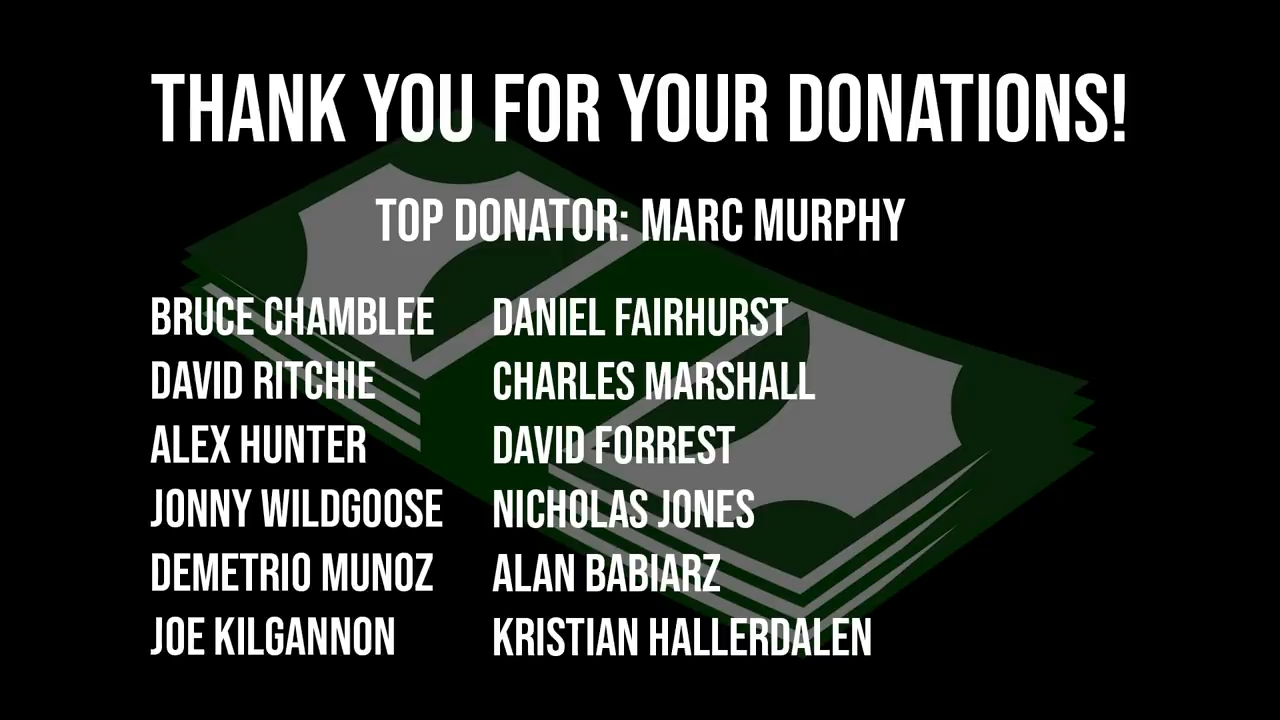 THANK YOU FOR YOUR DONATIONS!
TOP DONATOR: MARC MURPHY
BRUCE CHAMBLEE
DAVID RITCHIE
ALEX HUNTER
JONNY WILDGOOSE
DEMETRIO MUNOZ
JOE KILGANNON
DANIEL FAIRHURST
CHARLES MARSHALL
DAVID FORREST
NICHOLAS JONES
ALAN BABIARZ
KRISTIAN HALLERDALEN